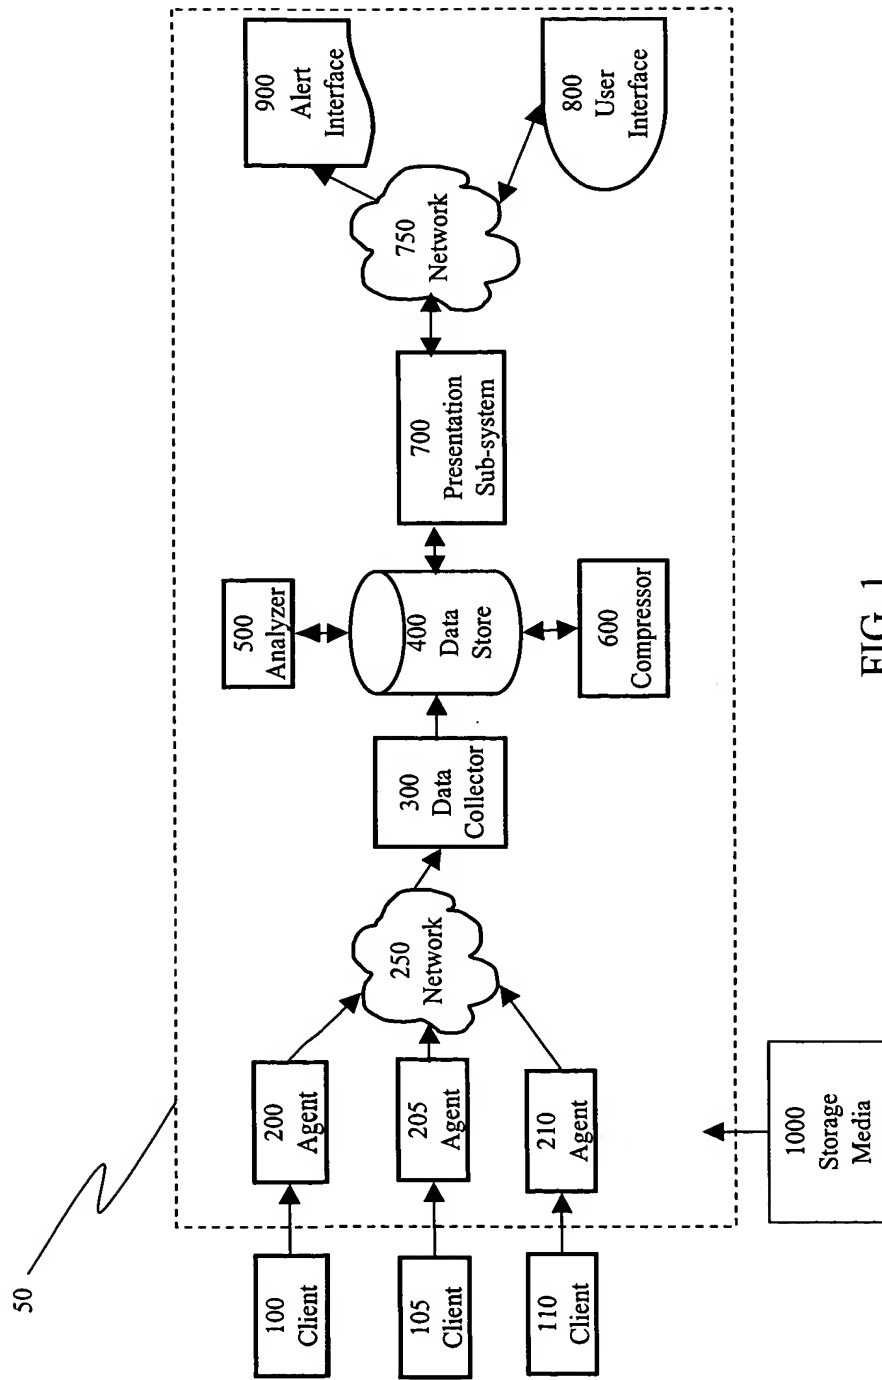 50
100
Client
105
Client
110
Client
200
Agent
205
Agent
210
Agent
250
Network
300
Data
Collector
400
Data
Store
500
Analyzer
600
Compressor
700
Presentation
Sub-system
750
Network
900
Alert
Interface
800
User
Interface
1000
Storage
Media
FIG. 1